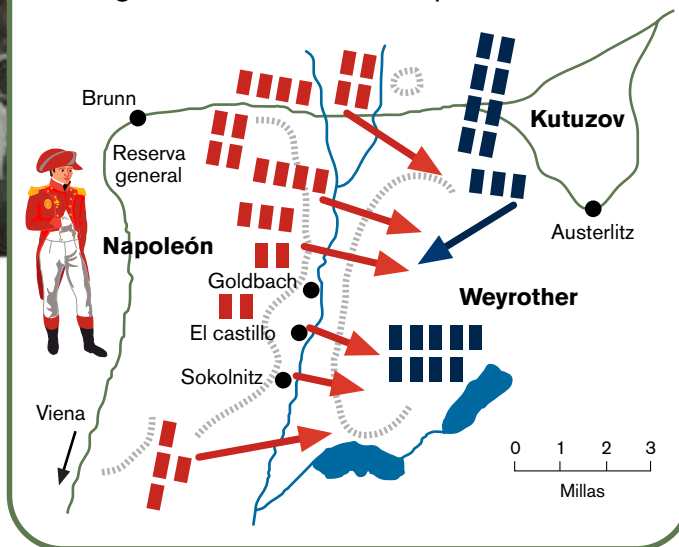 Brunn
Reserva
general
Kutuzov
Austerlitz
Napoleón
Goldbach
Weyrother
El castillo
Sokolnitz
Viena
0 1 2 3
Millas